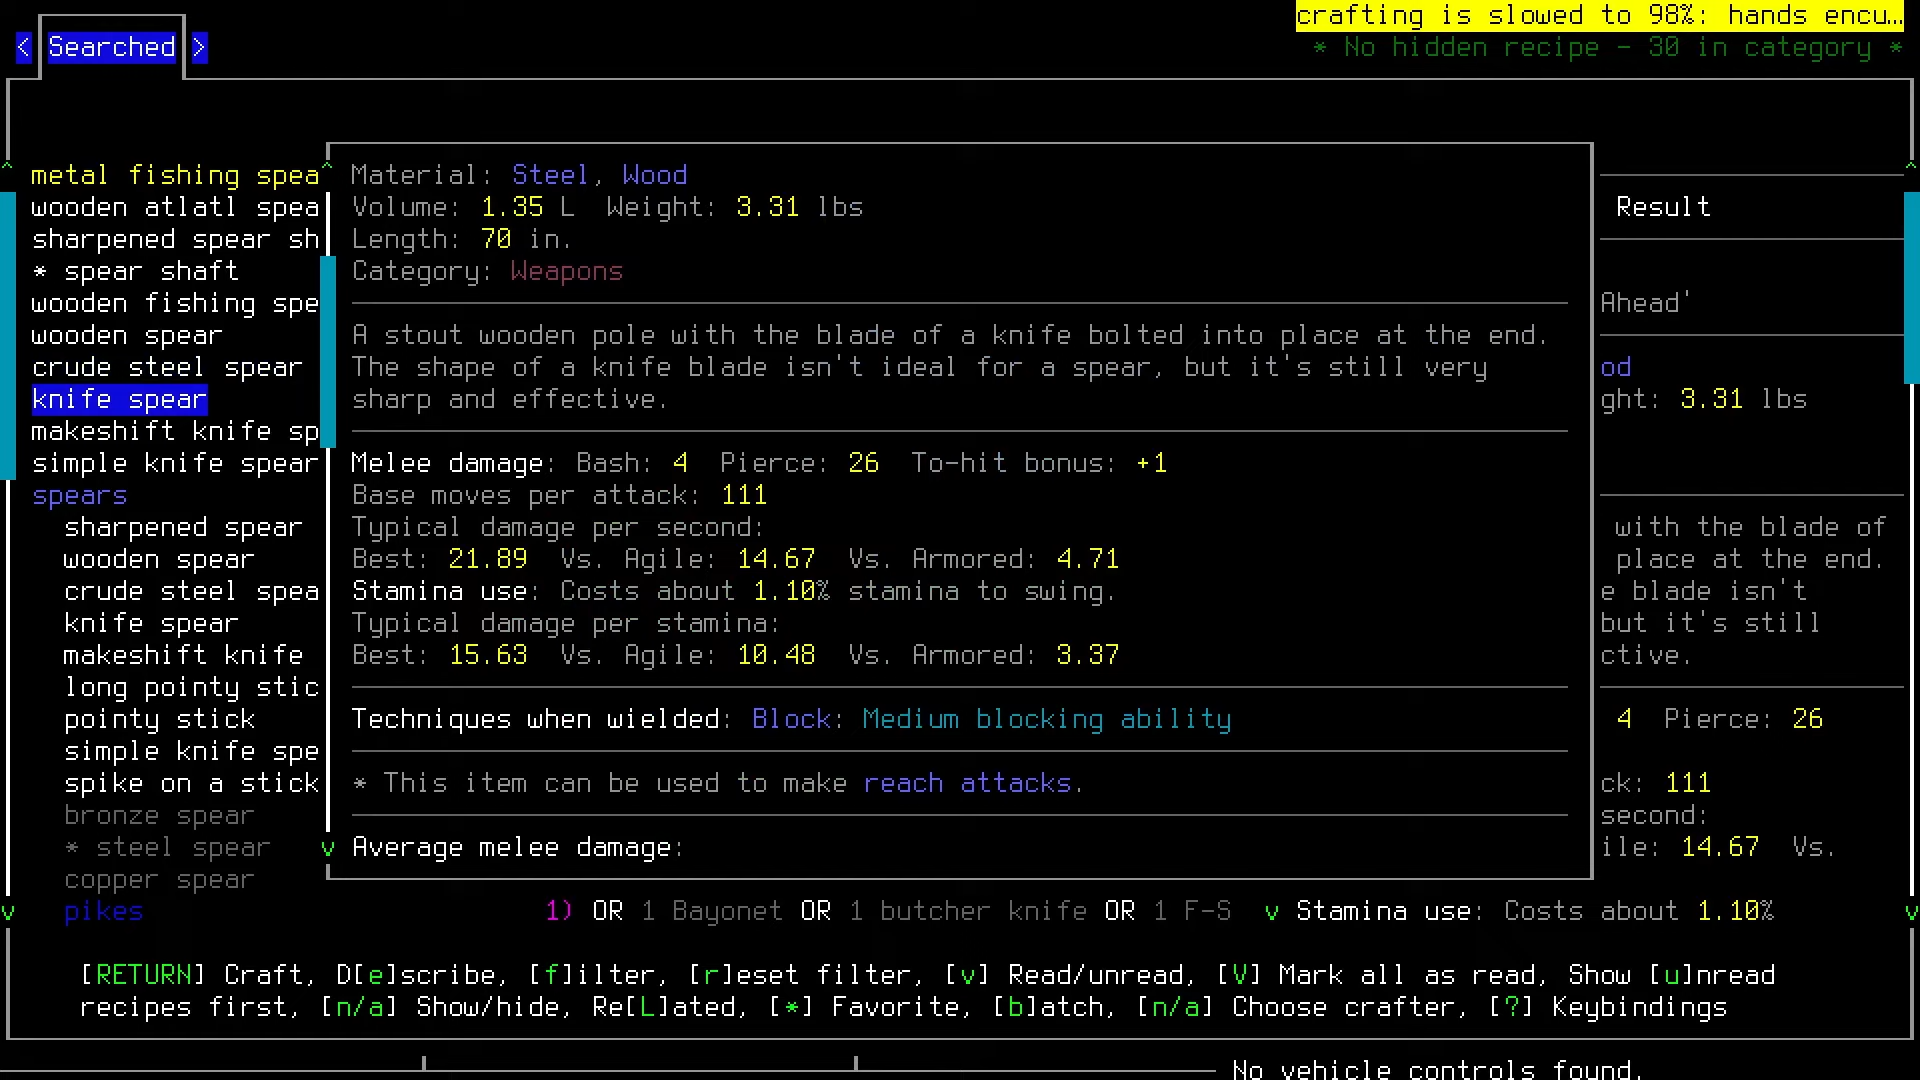 crafting is slowed to 98%: hands encu…
< Searched >
* No hidden recipe - 30 in category *
metal fishing spea
wooden atlatl spea
sharpened spear sh
* spear shaft
wooden fishing spe
wooden spear
crude steel spear
knife spear
makeshift knife sp
simple knife spear
spears
sharpened spear
wooden spear
crude steel spea
knife spear
makeshift knife
long pointy stic
pointy stick
simple knife spe
spike on a stick
bronze spear
* steel spear
copper spear
pikes
Material: Steel, Wood
Volume: 1.35 L  Weight: 3.31 lbs
Length: 70 in.
Category: Weapons
A stout wooden pole with the blade of a knife bolted into place at the end.
The shape of a knife blade isn't ideal for a spear, but it's still very
sharp and effective.
Melee damage: Bash: 4  Pierce: 26  To-hit bonus: +1
Base moves per attack: 111
Typical damage per second:
Best: 21.89  Vs. Agile: 14.67  Vs. Armored: 4.71
Stamina use: Costs about 1.10% stamina to swing.
Typical damage per stamina:
Best: 15.63  Vs. Agile: 10.48  Vs. Armored: 3.37
Techniques when wielded: Block: Medium blocking ability
* This item can be used to make reach attacks.
Average melee damage:
1) OR 1 Bayonet OR 1 butcher knife OR 1 F-S
Result
Ahead'
od
ght: 3.31 lbs
with the blade of
place at the end.
e blade isn't
but it's still
ctive.
4  Pierce: 26
ck: 111
second:
ile: 14.67  Vs.
Stamina use: Costs about 1.10%
[RETURN] Craft, D[e]scribe, [f]ilter, [r]eset filter, [v] Read/unread, [V] Mark all as read, Show [u]nread
recipes first, [n/a] Show/hide, Re[L]ated, [*] Favorite, [b]atch, [n/a] Choose crafter, [?] Keybindings
No vehicle controls found.